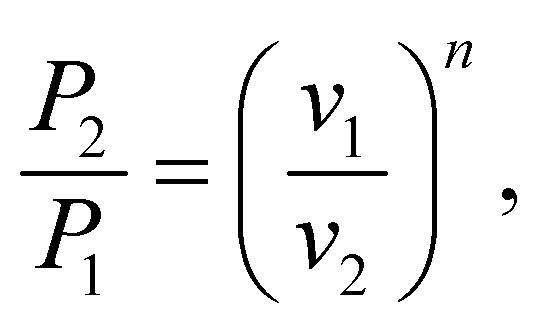 P₂/P₁ = (v₁/v₂)ⁿ,